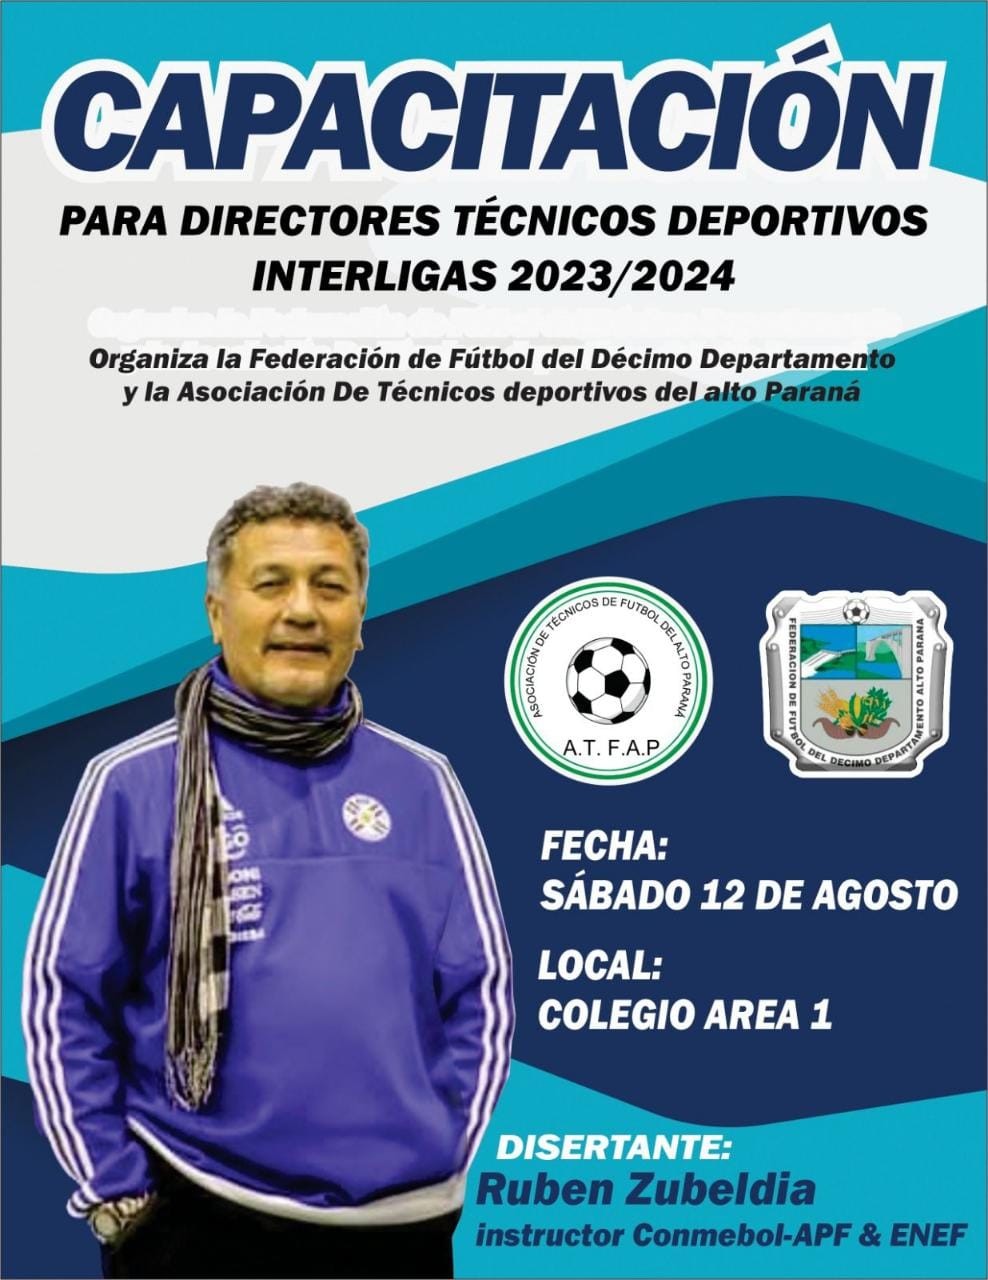 CAPACITACIÓN
PARA DIRECTORES TÉCNICOS DEPORTIVOS
INTERLIGAS 2023/2024
Organiza la Federación de Fútbol del Décimo Departamento
y la Asociación De Técnicos deportivos del alto Paraná
ASOCIACIÓN DE TÉCNICOS DE FUTBOL DEL ALTO PARANA
A.T. F.A.P
FEDERACION DE FUTBOL DEL DECIMO DEPARTAMENTO ALTO PARANA
FECHA:
SÁBADO 12 DE AGOSTO
LOCAL:
COLEGIO AREA 1
DISERTANTE:
Ruben Zubeldia
instructor Conmebol-APF & ENEF